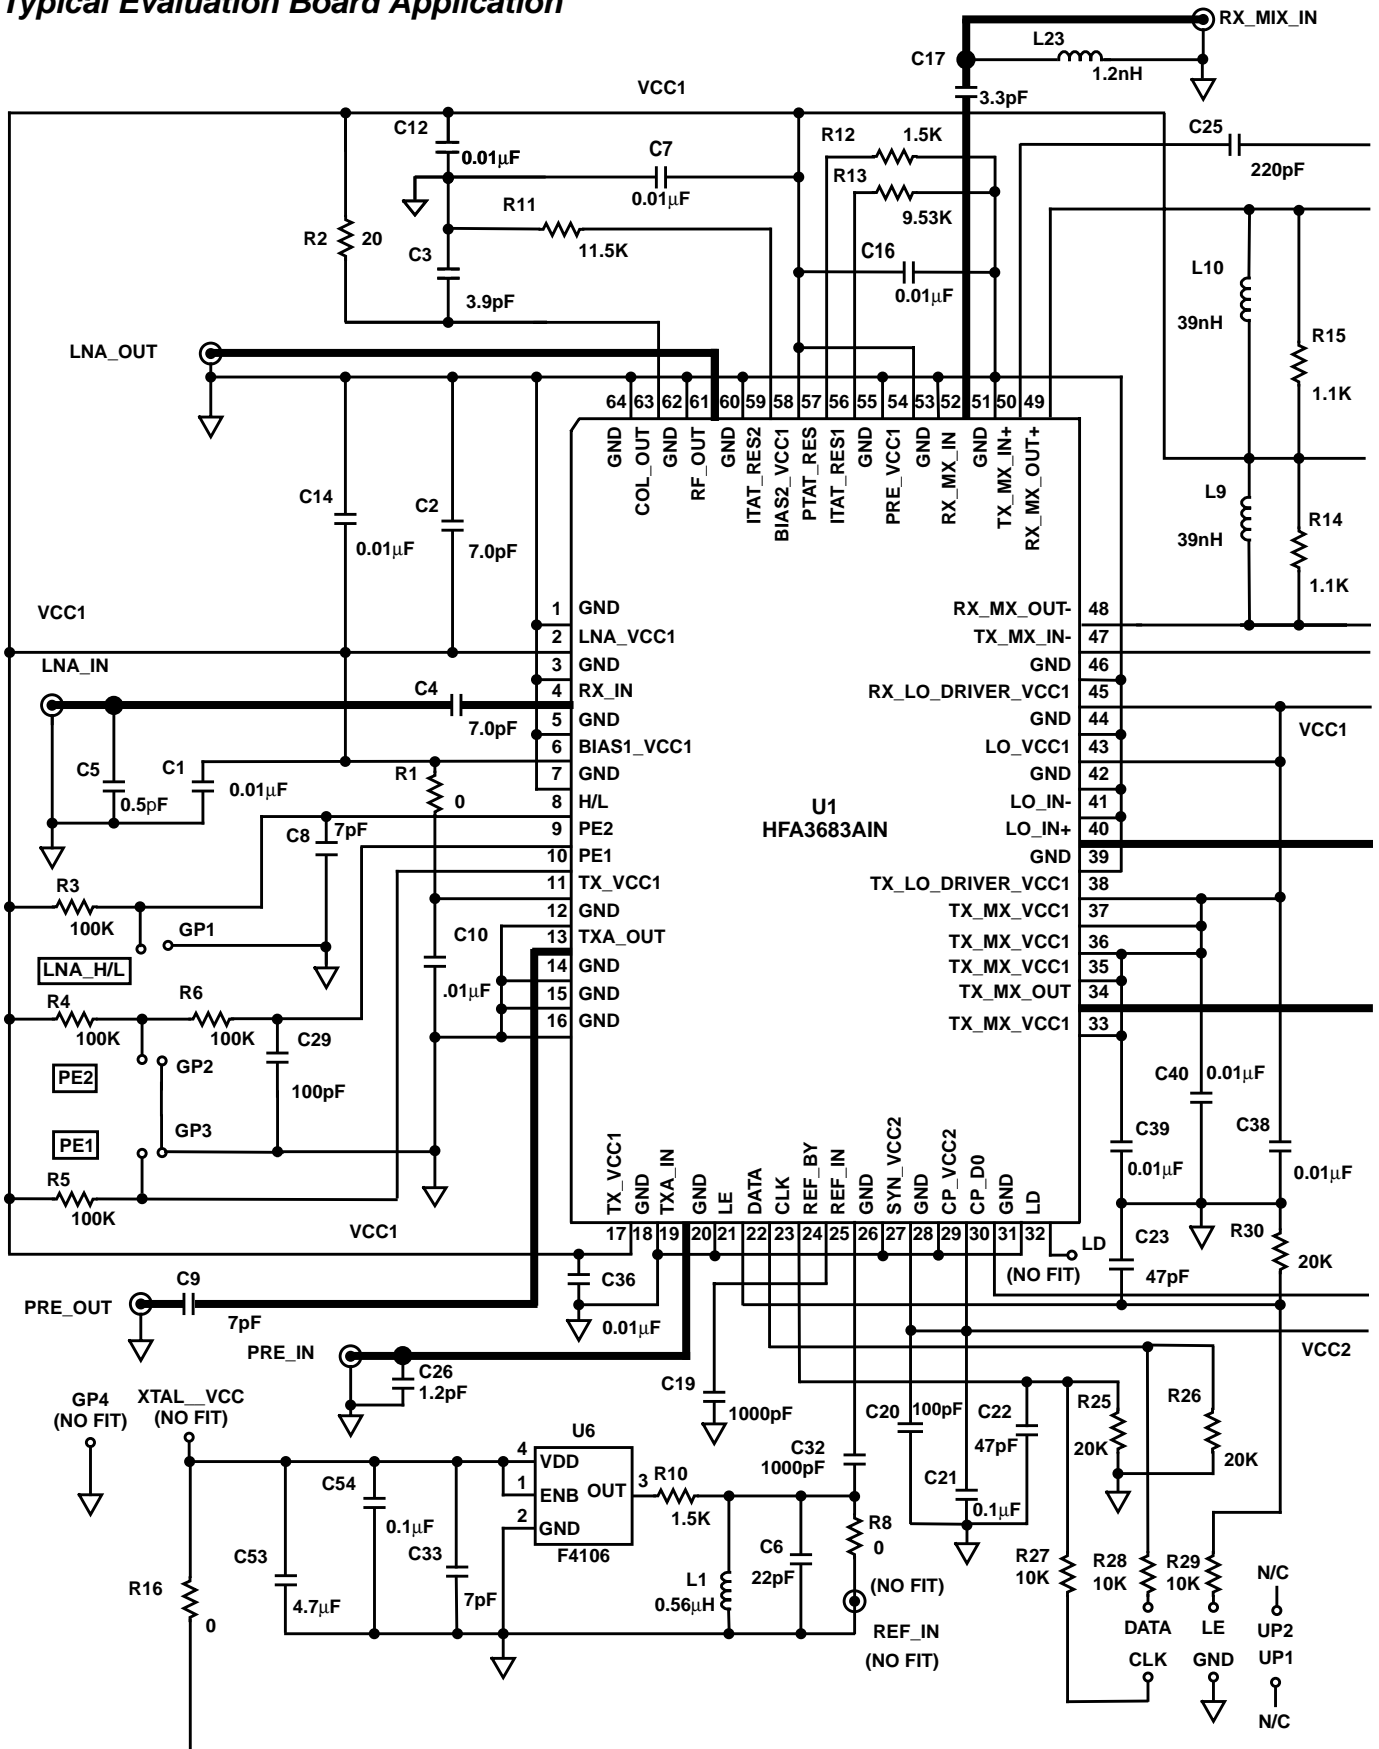 Typical Evaluation Board Application
RX_MIX_IN
L23
1.2nH
C17
3.3pF
VCC1
C12
0.01µF
C7
0.01µF
R12
1.5K
R13
9.53K
C25
220pF
R11
11.5K
R2
20
C3
3.9pF
C16
0.01µF
L10
39nH
R15
1.1K
LNA_OUT
64 63 62 61 60 59 58 57 56 55 54 53 52 51 50 49
GND
COL_OUT
GND
RF_OUT
GND
ITAT_RES2
BIAS2_VCC1
PTAT_RES
ITAT_RES1
GND
PRE_VCC1
GND
RX_MX_IN
GND
TX_MX_IN+
RX_MX_OUT+
C14
0.01µF
C2
7.0pF
L9
39nH
R14
1.1K
VCC1
LNA_IN
C4
7.0pF
C5
0.5pF
C1
0.01µF
R1
0
C8
7pF
1 GND
2 LNA_VCC1
3 GND
4 RX_IN
5 GND
6 BIAS1_VCC1
7 GND
8 H/L
9 PE2
10 PE1
11 TX_VCC1
12 GND
13 TXA_OUT
14 GND
15 GND
16 GND
U1
HFA3683AIN
RX_MX_OUT- 48
TX_MX_IN- 47
GND 46
RX_LO_DRIVER_VCC1 45
GND 44
LO_VCC1 43
GND 42
LO_IN- 41
LO_IN+ 40
GND 39
TX_LO_DRIVER_VCC1 38
TX_MX_VCC1 37
TX_MX_VCC1 36
TX_MX_VCC1 35
TX_MX_OUT 34
TX_MX_VCC1 33
VCC1
R3
100K
GP1
LNA_H/L
C10
.01µF
R4
100K
R6
100K
C29
100pF
GP2
PE2
GP3
PE1
R5
100K
VCC1
C40
0.01µF
C39
0.01µF
C38
0.01µF
TX_VCC1
GND
TXA_IN
GND
LE
DATA
CLK
REF_BY
REF_IN
GND
SYN_VCC2
GND
CP_VCC2
CP_D0
GND
LD
17 18 19 20 21 22 23 24 25 26 27 28 29 30 31 32
LD
(NO FIT)
C23
47pF
R30
20K
C9
7pF
PRE_OUT
C36
0.01µF
PRE_IN
C26
1.2pF
VCC2
GP4
(NO FIT)
XTAL__VCC
(NO FIT)
C19
1000pF
C20
100pF
C22
47pF
R25
20K
R26
20K
U6
4 VDD
1 ENB
2 GND
OUT 3
F4106
R10
1.5K
C32
1000pF
C21
0.1µF
C54
0.1µF
C33
7pF
C53
4.7µF
R16
0
L1
0.56µH
C6
22pF
R8
0
(NO FIT)
REF_IN
(NO FIT)
R27
10K
R28
10K
R29
10K
N/C
DATA
LE
UP2
CLK
GND
UP1
N/C